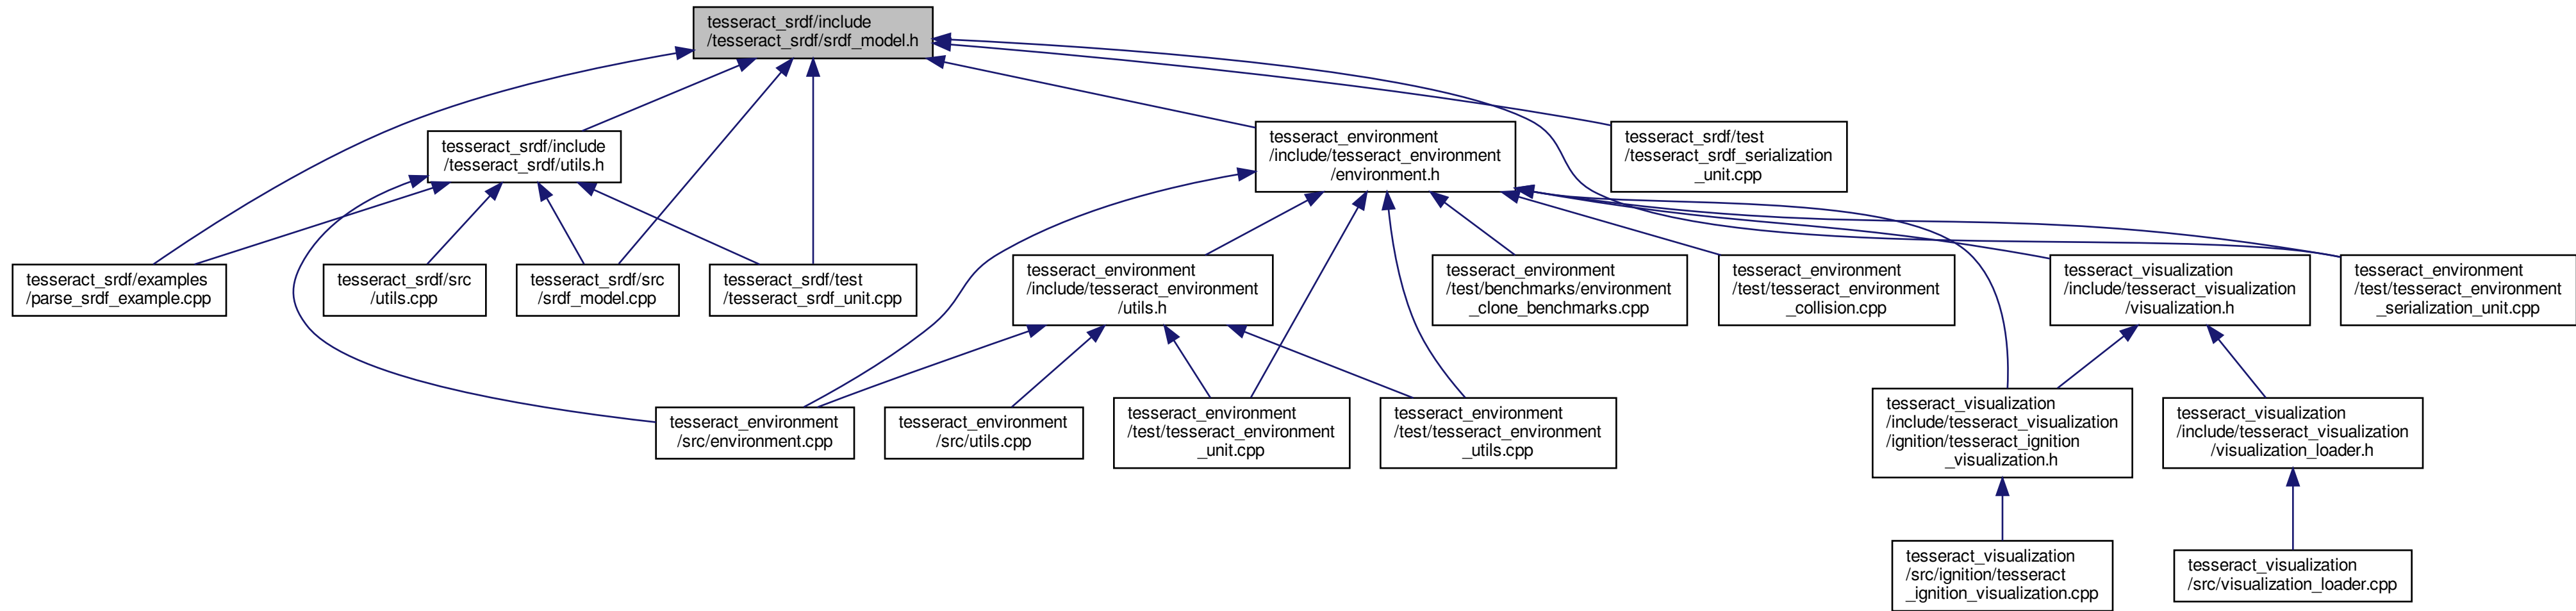 tesseract_srdf/include
/tesseract_srdf/srdf_model.h
tesseract_srdf/include
/tesseract_srdf/utils.h
tesseract_environment
/include/tesseract_environment
/environment.h
tesseract_srdf/test
/tesseract_srdf_serialization
_unit.cpp
tesseract_srdf/examples
/parse_srdf_example.cpp
tesseract_srdf/src
/utils.cpp
tesseract_srdf/src
/srdf_model.cpp
tesseract_srdf/test
/tesseract_srdf_unit.cpp
tesseract_environment
/include/tesseract_environment
/utils.h
tesseract_environment
/test/benchmarks/environment
_clone_benchmarks.cpp
tesseract_environment
/test/tesseract_environment
_collision.cpp
tesseract_visualization
/include/tesseract_visualization
/visualization.h
tesseract_environment
/test/tesseract_environment
_serialization_unit.cpp
tesseract_environment
/src/environment.cpp
tesseract_environment
/src/utils.cpp
tesseract_environment
/test/tesseract_environment
_unit.cpp
tesseract_environment
/test/tesseract_environment
_utils.cpp
tesseract_visualization
/include/tesseract_visualization
/ignition/tesseract_ignition
_visualization.h
tesseract_visualization
/include/tesseract_visualization
/visualization_loader.h
tesseract_visualization
/src/ignition/tesseract
_ignition_visualization.cpp
tesseract_visualization
/src/visualization_loader.cpp